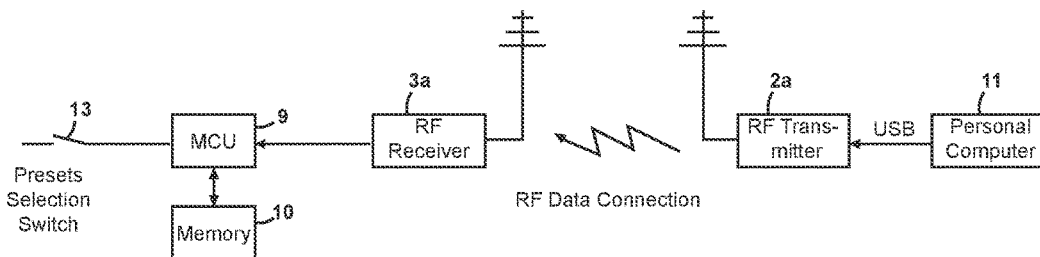 13
9
3a
2a
11
MCU
RF
Receiver
RF Trans-
mitter
USB
Personal
Computer
Presets
Selection
Switch
RF Data Connection
10
Memory